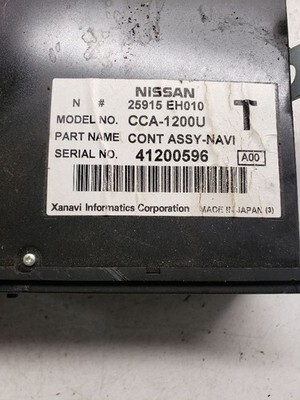 NISSAN
N # 25915 EH010 T
MODEL NO. CCA-1200U
PART NAME CONT ASSY-NAVI
SERIAL NO. 41200596 A00
Xanavi Informatics Corporation MADE IN JAPAN (3)